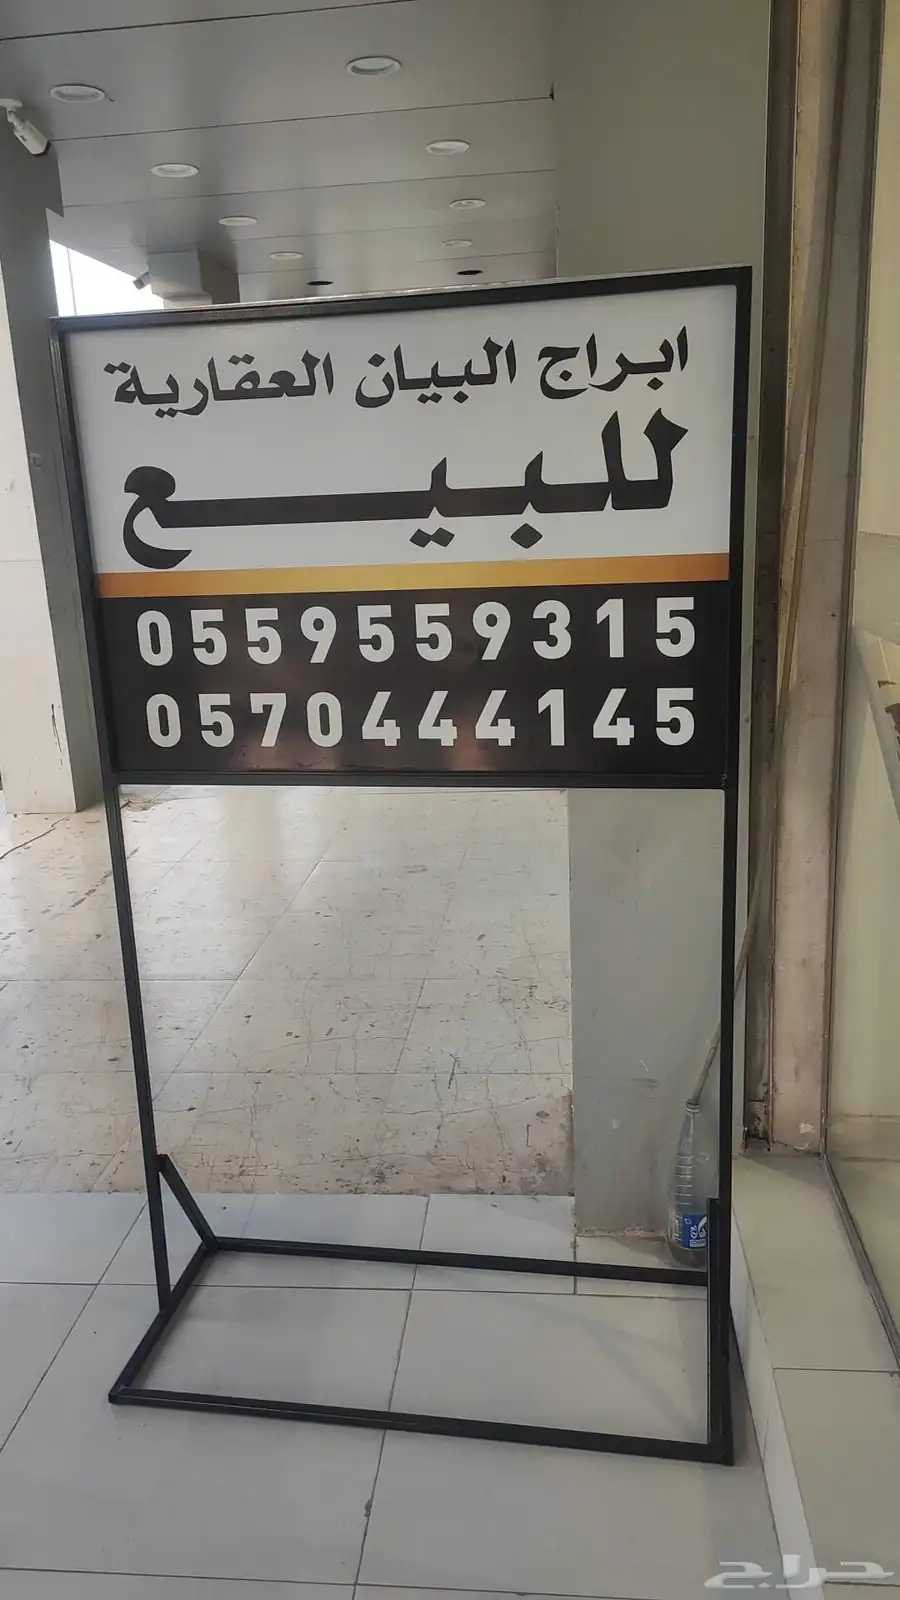 ابراج البيان العقارية
للبيع
0559559315
0570444145
حراج